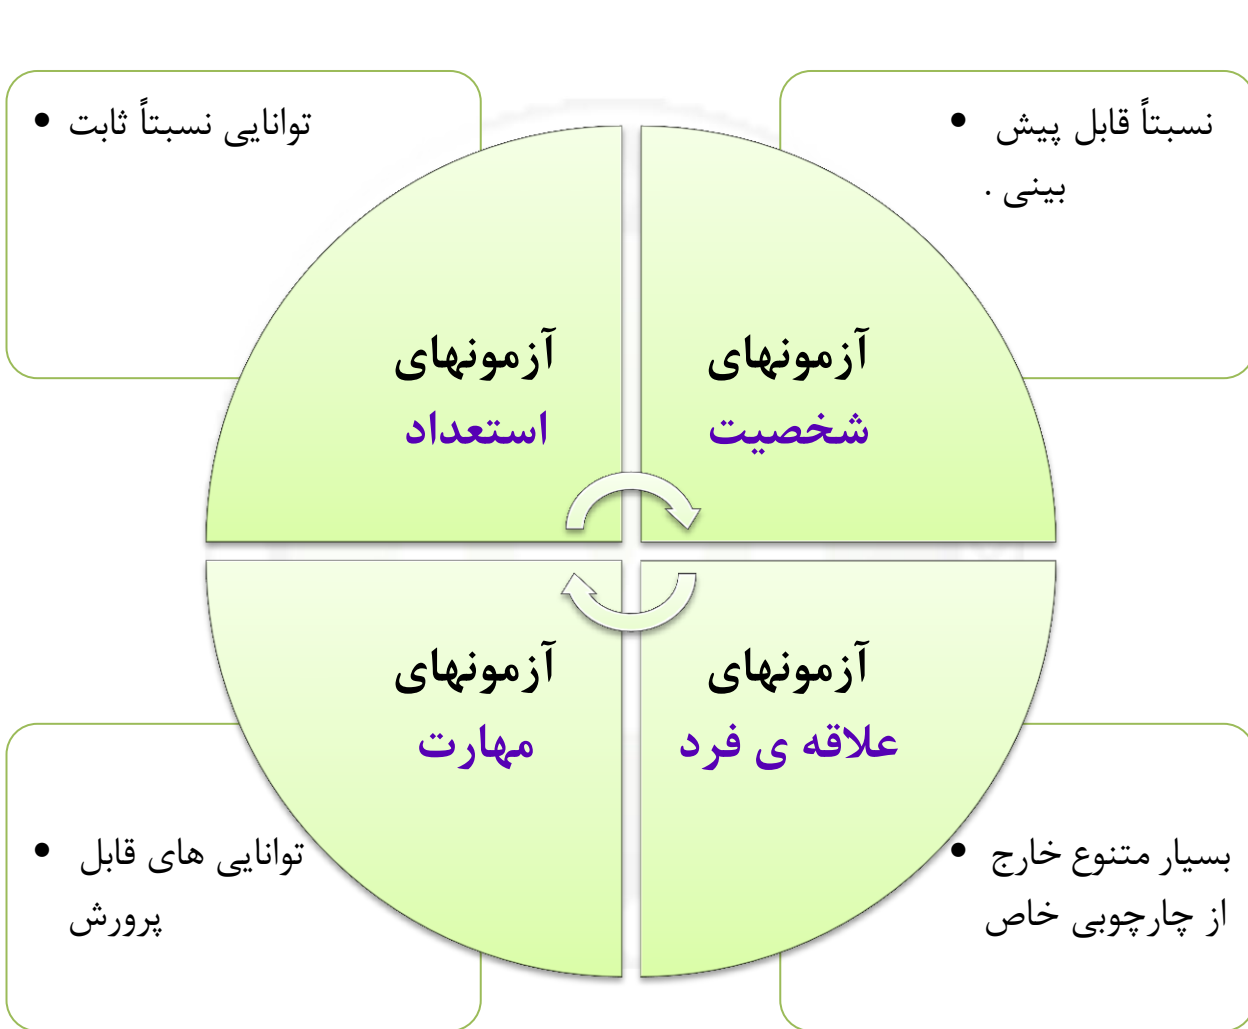 نسبتاً قابل پیش
بینی .
توانایی نسبتاً ثابت
آزمونهای
شخصیت
آزمونهای
استعداد
آزمونهای
علاقه ی فرد
آزمونهای
مهارت
بسیار متنوع خارج
از چارچوبی خاص
توانایی های قابل
پرورش